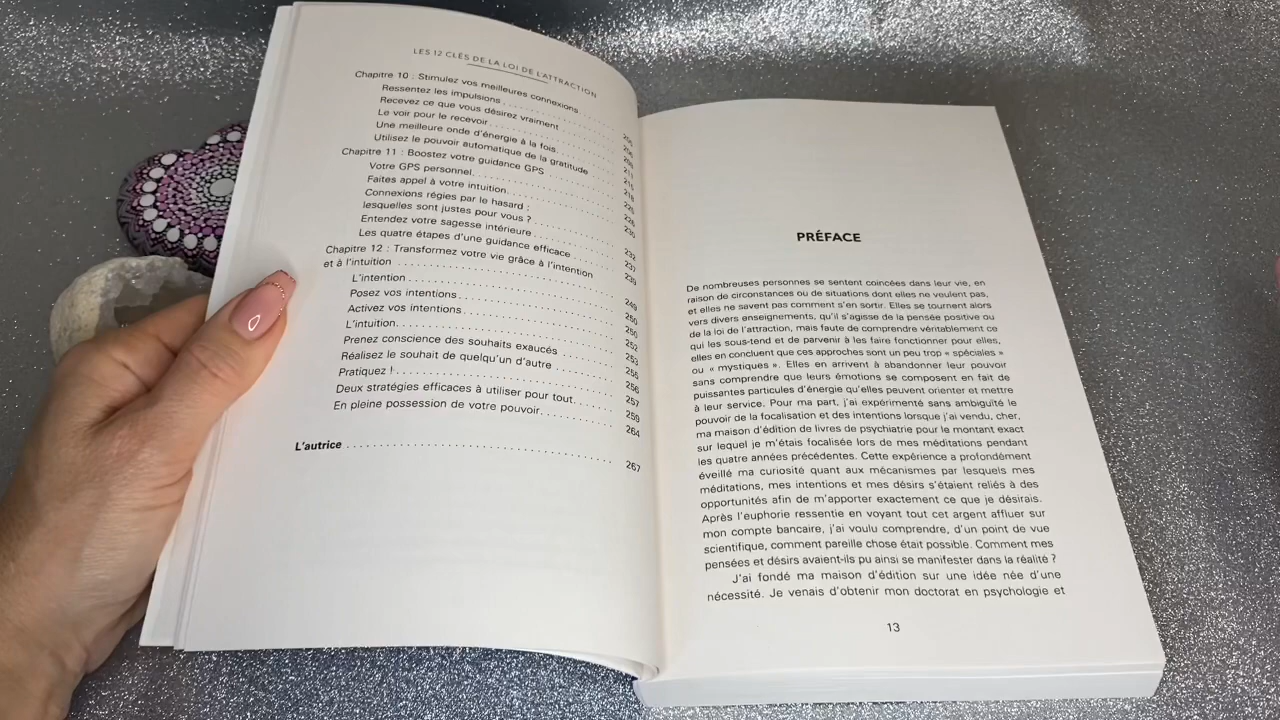 LES 12 CLÉS DE LA LOI DE L'ATTRACTION
Chapitre 10 : Stimulez vos meilleures connexions
Ressentez les impulsions
Recevez ce que vous désirez vraiment
Le voir pour le recevoir
Une meilleure onde d'énergie à la fois
Utilisez le pouvoir automatique de la gratitude
Chapitre 11 : Boostez votre guidance GPS
Votre GPS personnel
Faites appel à votre intuition
Connexions régies par le hasard :
lesquelles sont justes pour vous ?
Entendez votre sagesse intérieure
Les quatre étapes d'une guidance efficace
Chapitre 12 : Transformez votre vie grâce à l'intention
et à l'intuition
L'intention 249
Posez vos intentions 250
Activez vos intentions 250
L'intuition 252
Prenez conscience des souhaits exaucés 253
Réalisez le souhait de quelqu'un d'autre 255
Pratiquez ! 256
Deux stratégies efficaces à utiliser pour tout 257
En pleine possession de votre pouvoir 259
264
L'autrice 267
PRÉFACE
De nombreuses personnes se sentent coincées dans leur vie, en
raison de circonstances ou de situations dont elles ne veulent pas,
et elles ne savent pas comment s'en sortir. Elles se tournent alors
vers divers enseignements, qu'il s'agisse de la pensée positive ou
de la loi de l'attraction, mais faute de comprendre véritablement ce
qui les sous-tend et de parvenir à les faire fonctionner pour elles,
elles en concluent que ces approches sont un peu trop « spéciales »
ou « mystiques ». Elles en arrivent à abandonner leur pouvoir
sans comprendre que leurs émotions se composent en fait de
puissantes particules d'énergie qu'elles peuvent orienter et mettre
à leur service. Pour ma part, j'ai expérimenté sans ambiguïté le
pouvoir de la focalisation et des intentions lorsque j'ai vendu, cher,
ma maison d'édition de livres de psychiatrie pour le montant exact
sur lequel je m'étais focalisée lors de mes méditations pendant
les quatre années précédentes. Cette expérience a profondément
éveillé ma curiosité quant aux mécanismes par lesquels mes
méditations, mes intentions et mes désirs s'étaient reliés à des
opportunités afin de m'apporter exactement ce que je désirais.
Après l'euphorie ressentie en voyant tout cet argent affluer sur
mon compte bancaire, j'ai voulu comprendre, d'un point de vue
scientifique, comment pareille chose était possible. Comment mes
pensées et désirs avaient-ils pu ainsi se manifester dans la réalité ?
J'ai fondé ma maison d'édition sur une idée née d'une
nécessité. Je venais d'obtenir mon doctorat en psychologie et
13